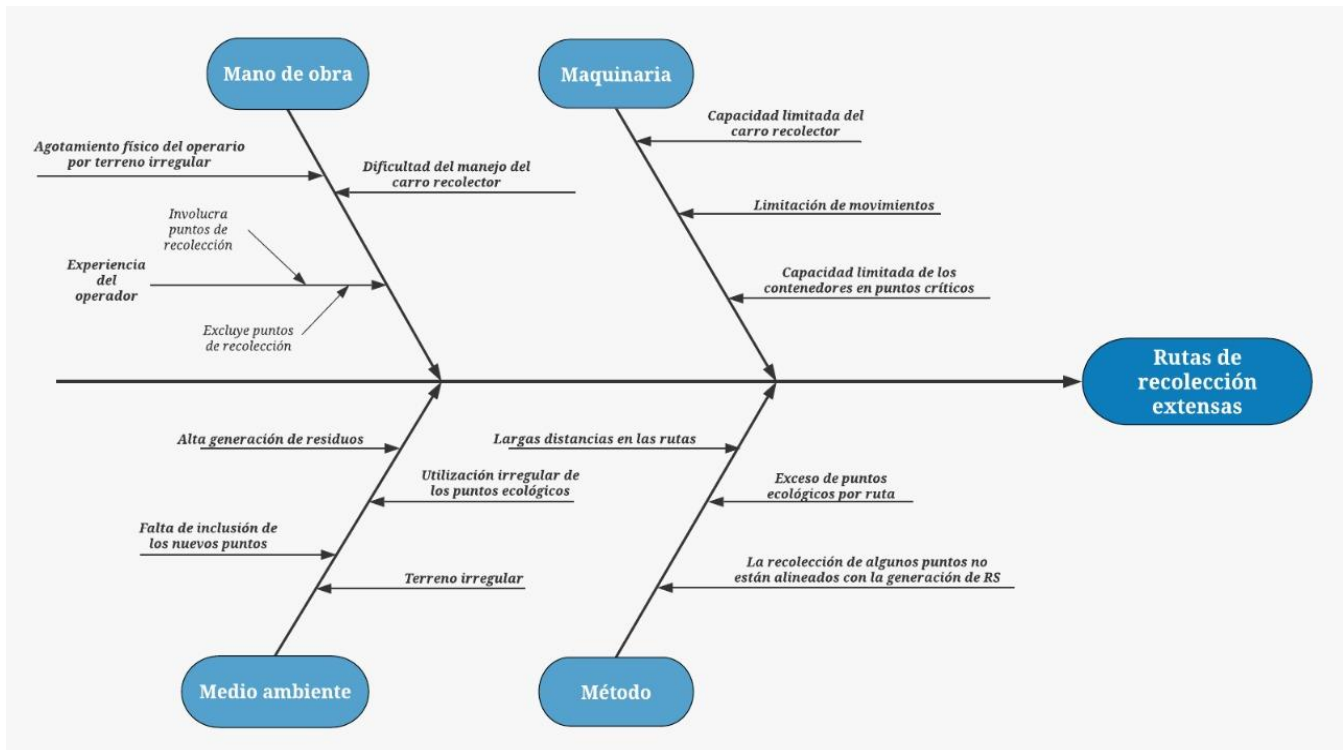 Mano de obra
Maquinaria
Agotamiento físico del operario
por terreno irregular
Dificultad del manejo del
carro recolector
Involucra
puntos de
recolección
Experiencia
del
operador
Excluye puntos
de recolección
Capacidad limitada del
carro recolector
Limitación de movimientos
Capacidad limitada de los
contenedores en puntos críticos
Rutas de
recolección
extensas
Alta generación de residuos
Utilización irregular de
los puntos ecológicos
Falta de inclusión de
los nuevos puntos
Terreno irregular
Largas distancias en las rutas
Exceso de puntos
ecológicos por ruta
La recolección de algunos puntos no
están alineados con la generación de RS
Medio ambiente
Método